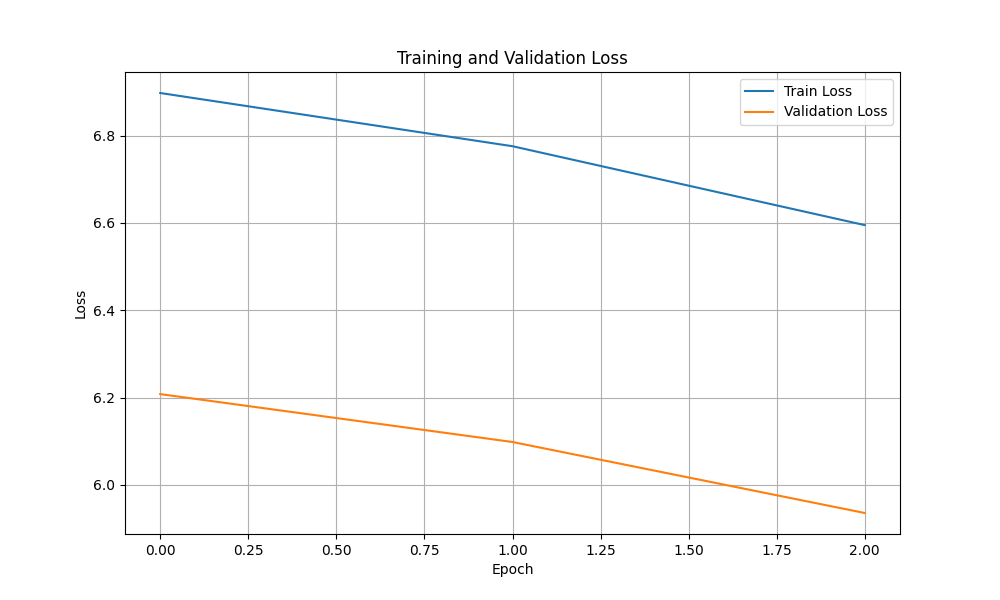 Training and Validation Loss
Train Loss
Validation Loss
6.8
6.6
6.4
6.2
6.0
Loss
0.00 0.25 0.50 0.75 1.00 1.25 1.50 1.75 2.00
Epoch